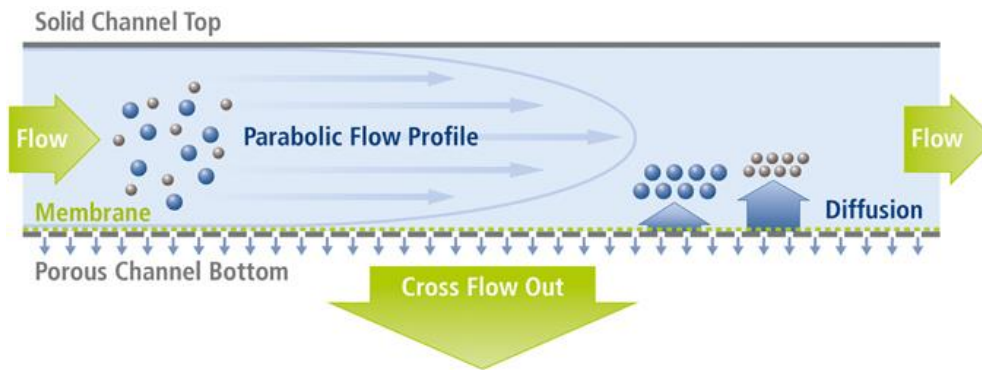 Solid Channel Top
Flow
Parabolic Flow Profile
Flow
Membrane
Diffusion
Porous Channel Bottom
Cross Flow Out